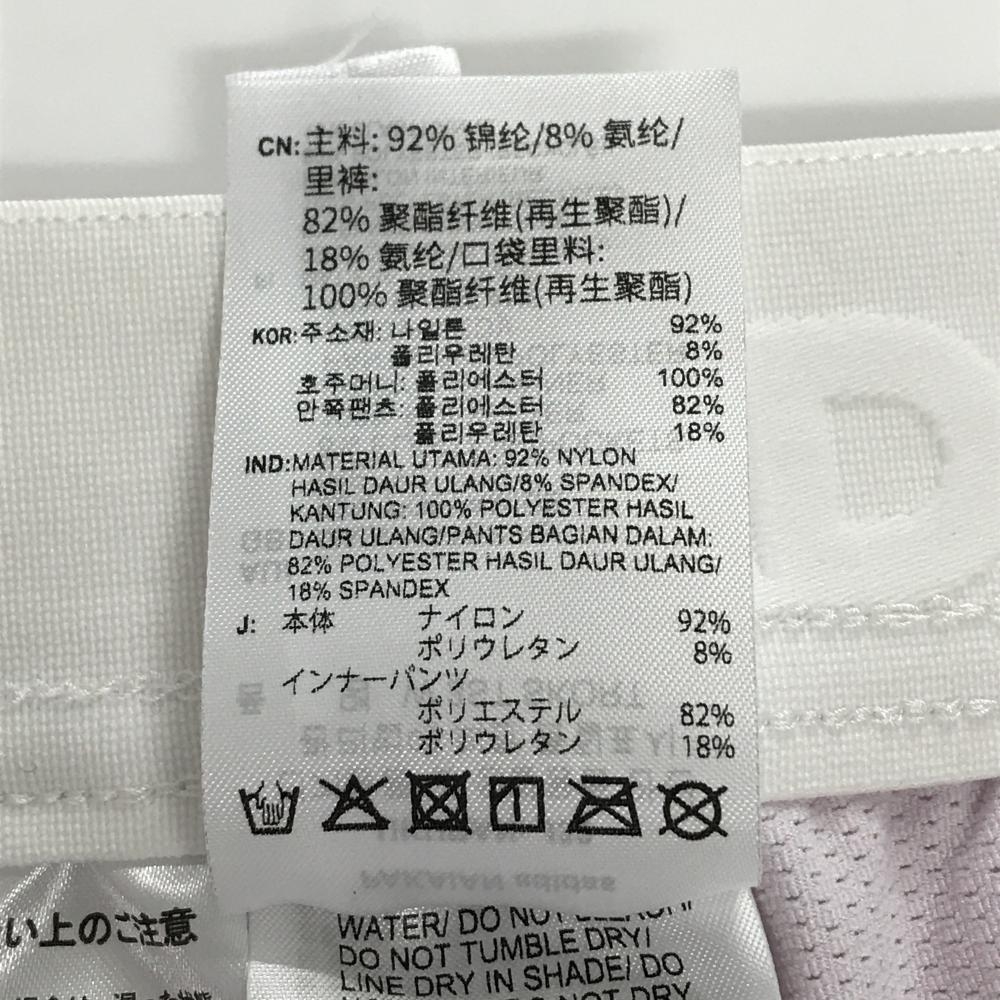 CN: 主料: 92% 锦纶/8% 氨纶/
里裤:
82% 聚酯纤维(再生聚酯)/
18% 氨纶/口袋里料:
100% 聚酯纤维(再生聚酯)
KOR: 주소재: 나일론 92%
폴리우레탄 8%
호주머니: 폴리에스터 100%
안쪽팬츠: 폴리에스터 82%
폴리우레탄 18%
IND: MATERIAL UTAMA: 92% NYLON
HASIL DAUR ULANG/8% SPANDEX/
KANTUNG: 100% POLYESTER HASIL
DAUR ULANG/PANTS BAGIAN DALAM:
82% POLYESTER HASIL DAUR ULANG/
18% SPANDEX
J: 本体 ナイロン 92%
ポリウレタン 8%
インナーパンツ
ポリエステル 82%
ポリウレタン 18%
い上のご注意
WATER/ DO NOT BLEACH/
DO NOT TUMBLE DRY/
LINE DRY IN SHADE/ DO
NOT DRY